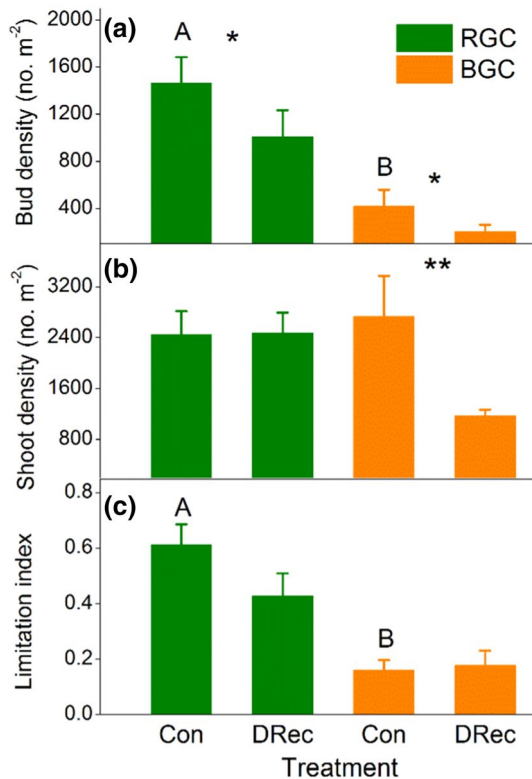 (a)
A
*
RGC
BGC
B
*
2000
1600
1200
800
400
Bud density (no. m⁻²)
(b)
**
3200
2400
1600
800
Shoot density (no. m⁻²)
(c)
A
B
0.8
0.6
0.4
0.2
0.0
Limitation index
Con DRec Con DRec
Treatment